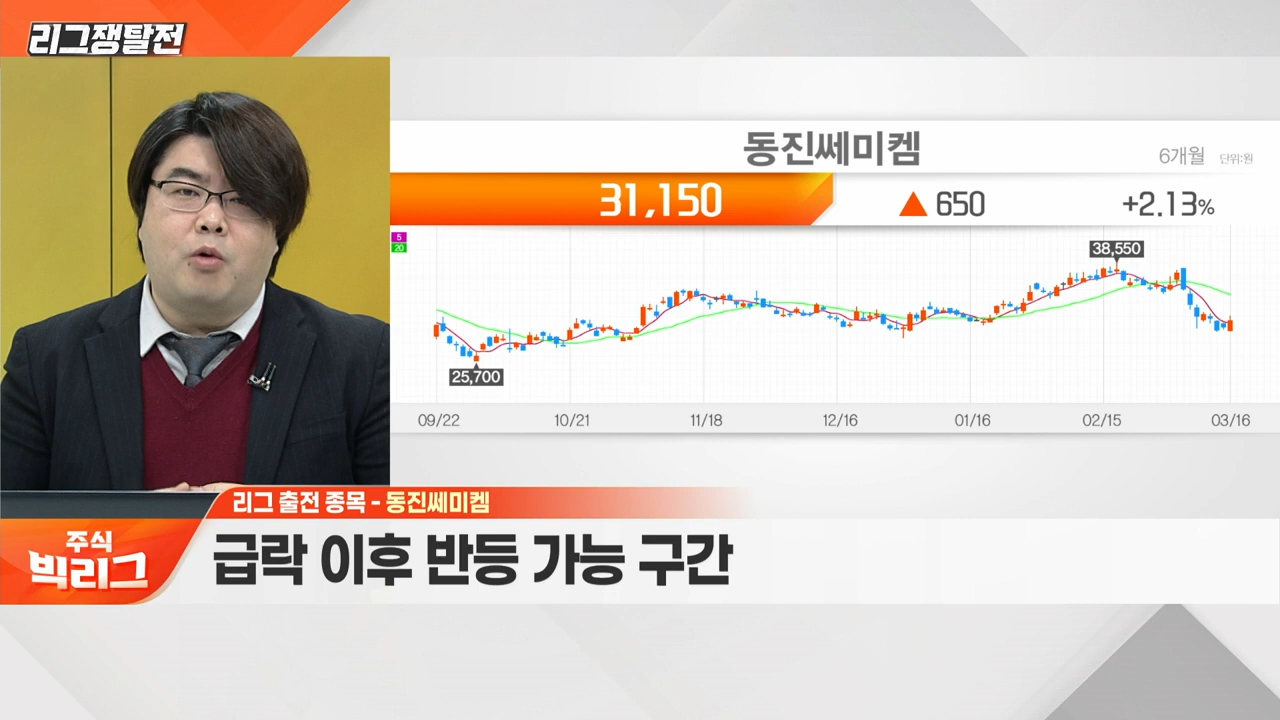 리그쟁탈전
동진쎄미켐
6개월 단위:원
31,150 ▲ 650 +2.13%
5
20
38,550
25,700
09/22 10/21 11/18 12/16 01/16 02/15 03/16
리그 출전 종목 - 동진쎄미켐
주식
빅리그
급락 이후 반등 가능 구간